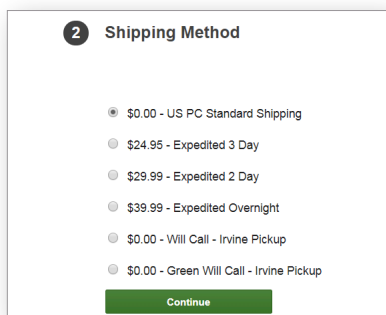 2 Shipping Method
$0.00 - US PC Standard Shipping
$24.95 - Expedited 3 Day
$29.99 - Expedited 2 Day
$39.99 - Expedited Overnight
$0.00 - Will Call - Irvine Pickup
$0.00 - Green Will Call - Irvine Pickup
Continue